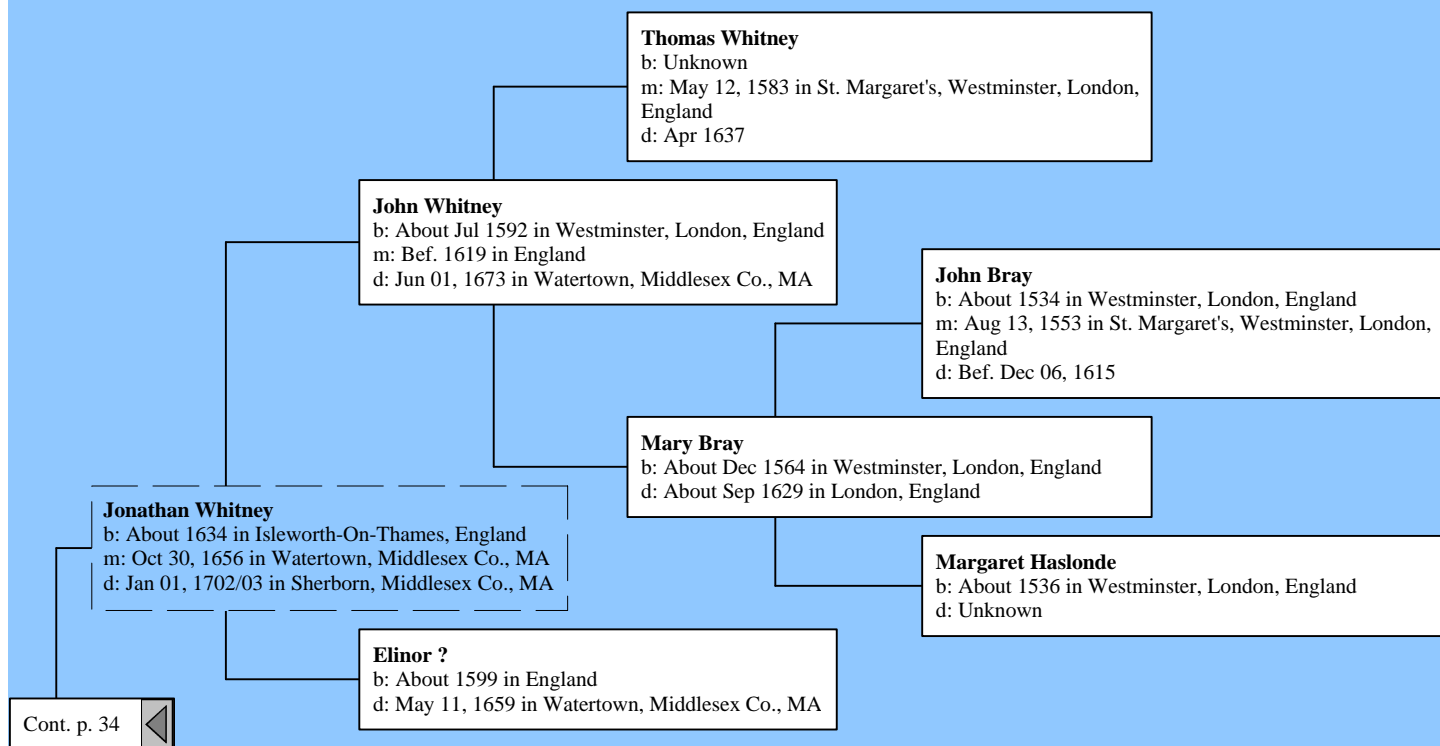 Thomas Whitney
b: Unknown
m: May 12, 1583 in St. Margaret's, Westminster, London,
England
d: Apr 1637
John Whitney
b: About Jul 1592 in Westminster, London, England
m: Bef. 1619 in England
d: Jun 01, 1673 in Watertown, Middlesex Co., MA
John Bray
b: About 1534 in Westminster, London, England
m: Aug 13, 1553 in St. Margaret's, Westminster, London,
England
d: Bef. Dec 06, 1615
Mary Bray
b: About Dec 1564 in Westminster, London, England
d: About Sep 1629 in London, England
Jonathan Whitney
b: About 1634 in Isleworth-On-Thames, England
m: Oct 30, 1656 in Watertown, Middlesex Co., MA
d: Jan 01, 1702/03 in Sherborn, Middlesex Co., MA
Margaret Haslonde
b: About 1536 in Westminster, London, England
d: Unknown
Elinor ?
b: About 1599 in England
d: May 11, 1659 in Watertown, Middlesex Co., MA
Cont. p. 34